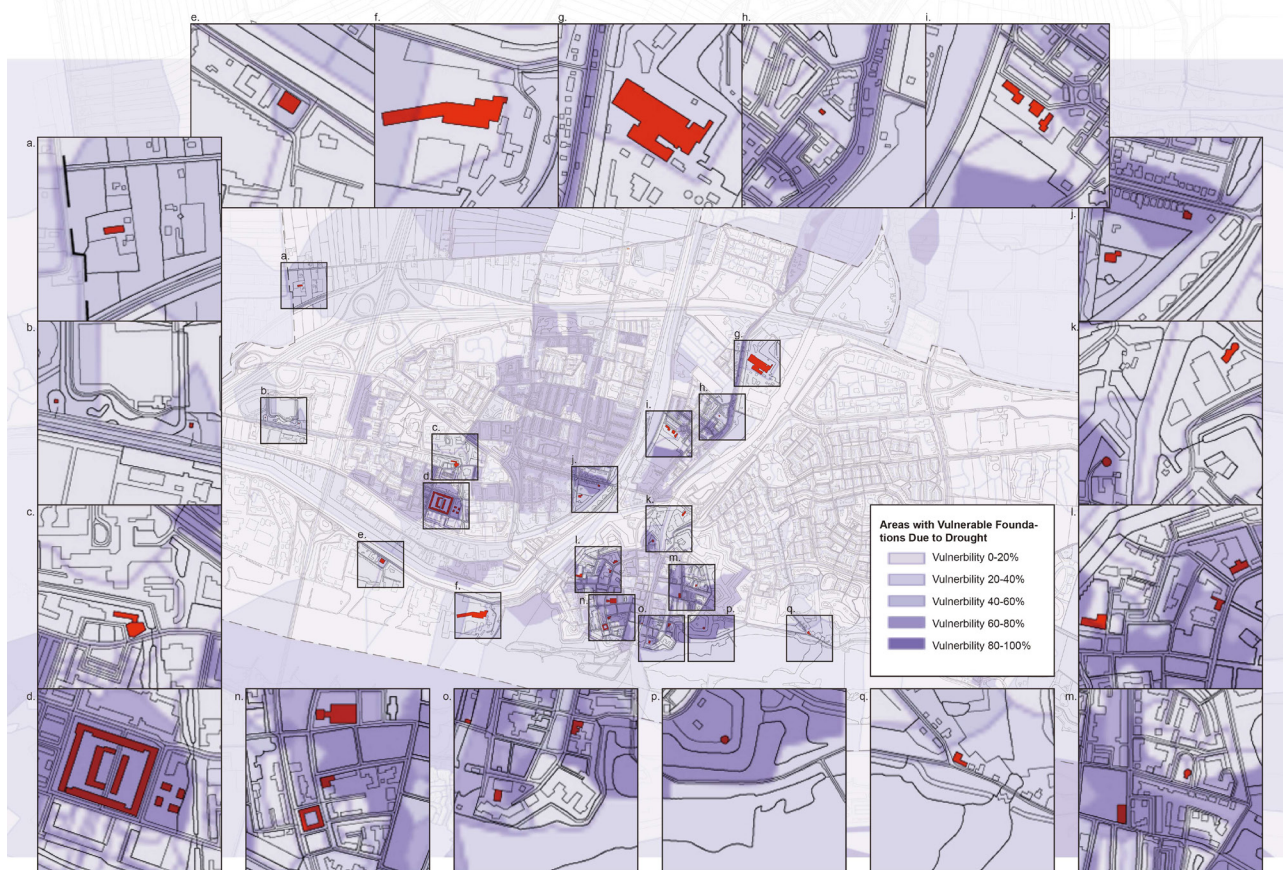 e.
f.
g.
h.
i.
a.
j.
a.
b.
k.
g.
h.
b.
i.
c.
j.
d.
k.
c.
l.
e.
l.
m.
f.
n.
o.
p.
q.
Areas with Vulnerable Founda-
tions Due to Drought
Vulnerbility 0-20%
Vulnerbility 20-40%
Vulnerbility 40-60%
Vulnerbility 60-80%
Vulnerbility 80-100%
d.
n.
o.
p.
q.
m.